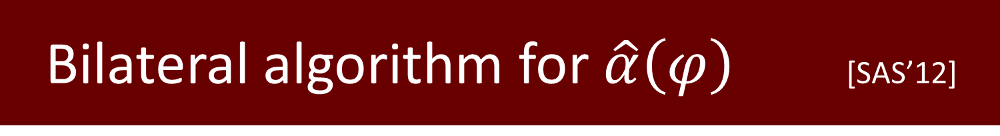 Bilateral algorithm for α̂(φ) [SAS’12]